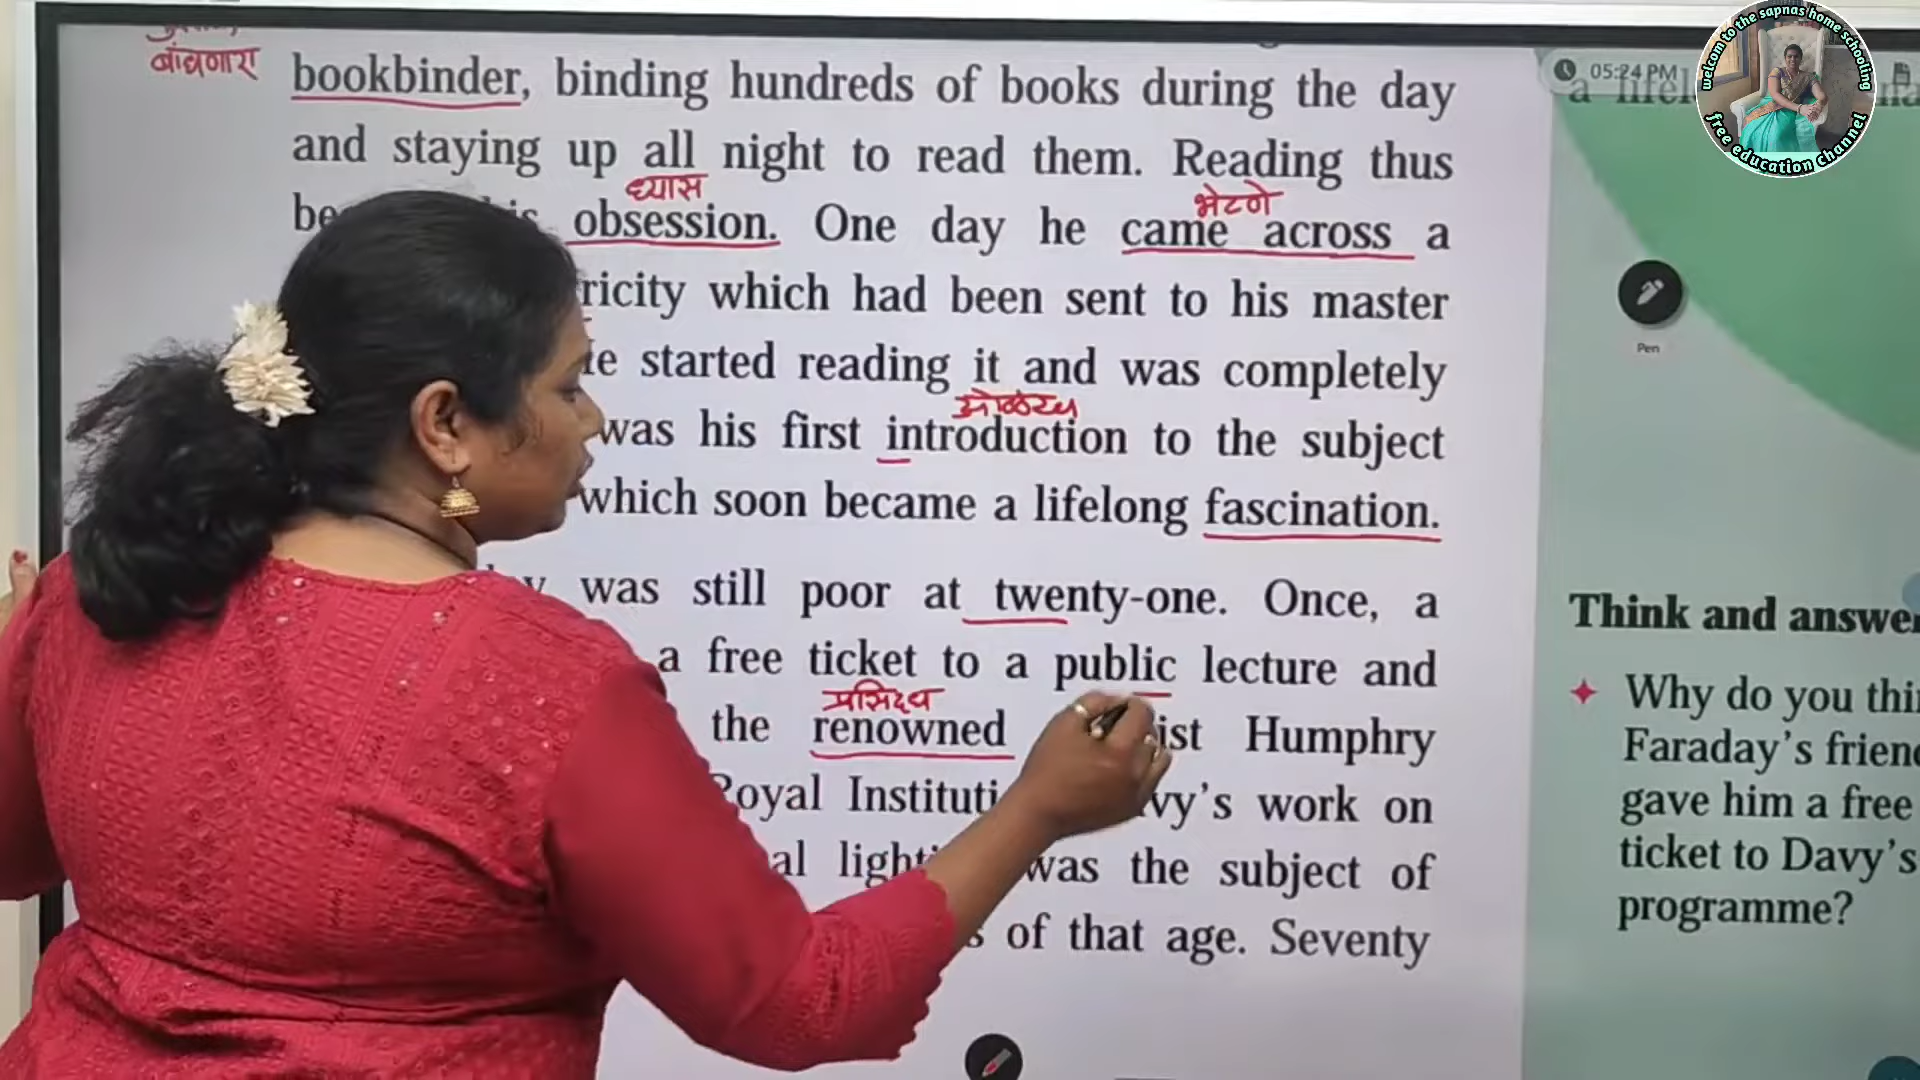 बांधणारा
bookbinder, binding hundreds of books during the day
and staying up all night to read them. Reading thus
ध्यास
भेटणे
obsession. One day he came across a
ricity which had been sent to his master
started reading it and was completely
ओळख
was his first introduction to the subject
which soon became a lifelong fascination.
was still poor at twenty-one. Once, a
a free ticket to a public lecture and
प्रसिद्ध
the renowned ist Humphry
Royal Instituti vy's work on
al light was the subject of
of that age. Seventy
05:24 PM
a lifel
Pen
Think and answer
Why do you thin
Faraday's friend
gave him a free
ticket to Davy's
programme?
welcom to the sapnas home schooling
free education channel